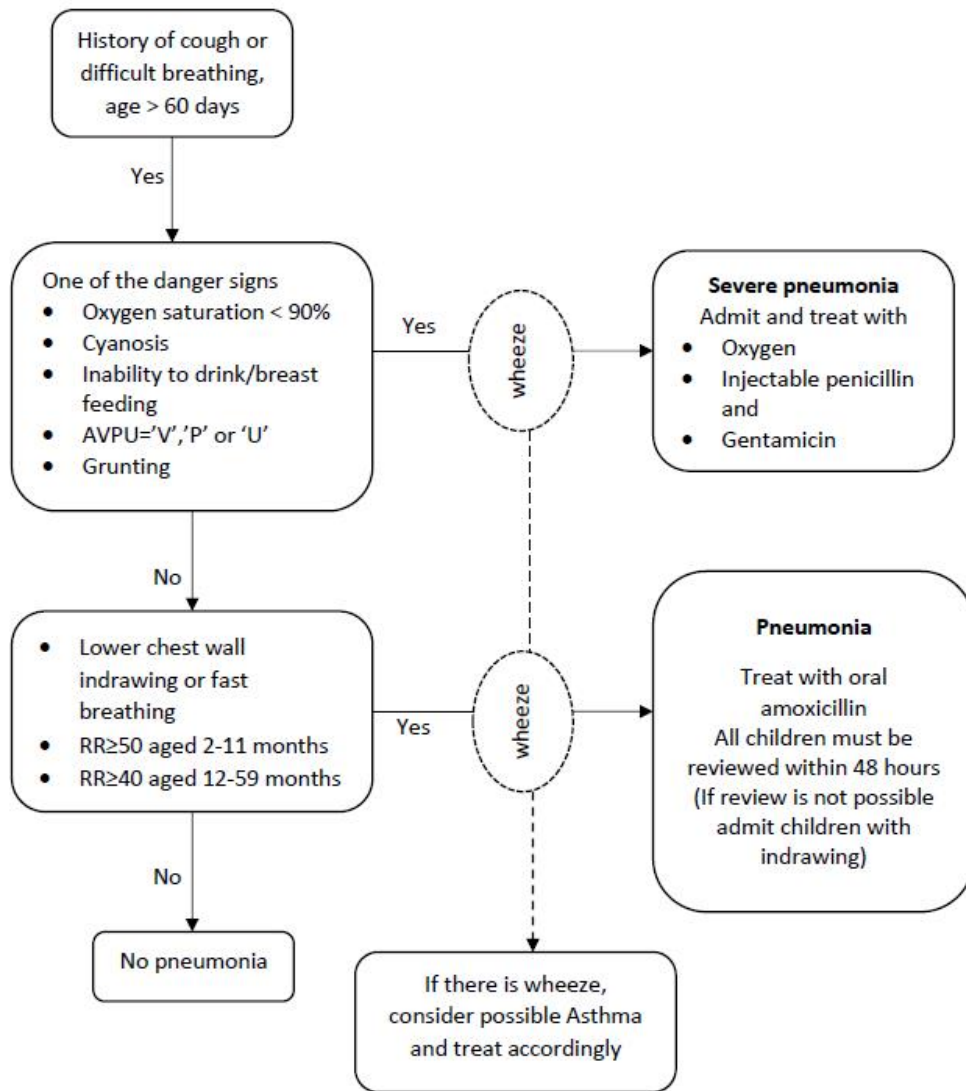 History of cough or
difficult breathing,
age > 60 days
Yes
One of the danger signs
• Oxygen saturation < 90%
• Cyanosis
• Inability to drink/breast
feeding
• AVPU=’V’,’P’ or ‘U’
• Grunting
Yes
wheeze
Severe pneumonia
Admit and treat with
• Oxygen
• Injectable penicillin
and
• Gentamicin
No
• Lower chest wall
indrawing or fast
breathing
• RR≥50 aged 2-11 months
• RR≥40 aged 12-59 months
Yes
wheeze
Pneumonia
Treat with oral
amoxicillin
All children must be
reviewed within 48 hours
(If review is not possible
admit children with
indrawing)
No
No pneumonia
If there is wheeze,
consider possible Asthma
and treat accordingly